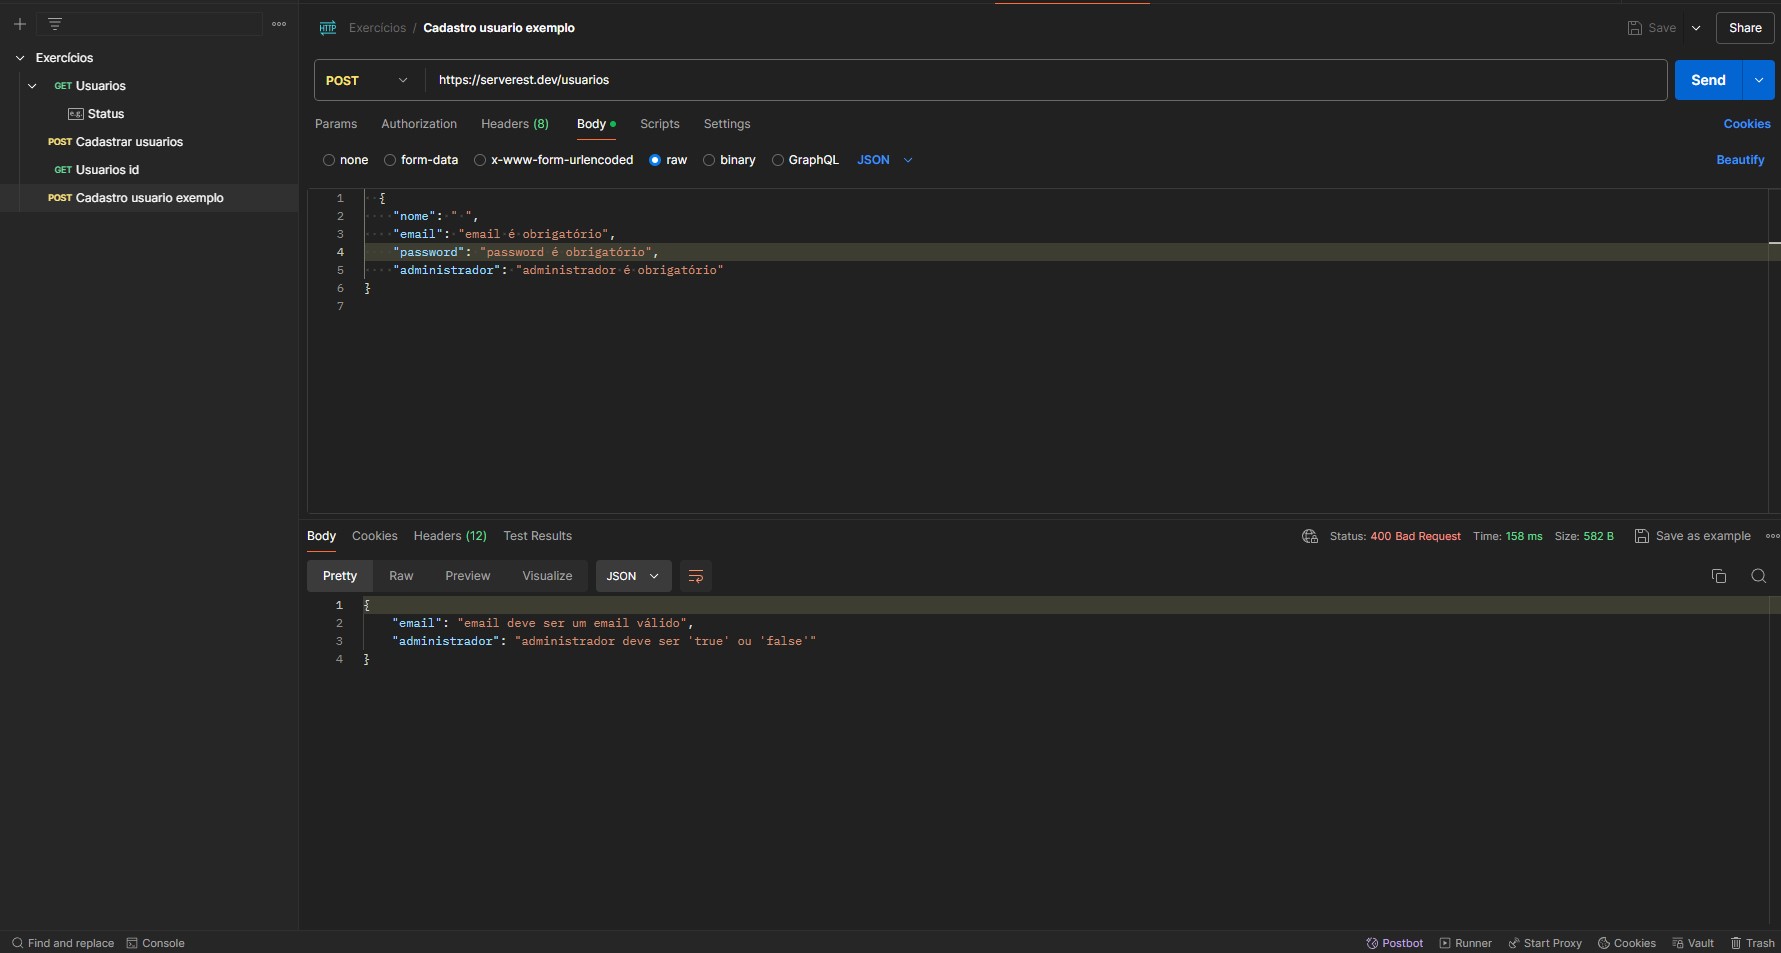 Exercícios / Cadastro usuario exemplo
Save
Share
Exercícios
GET Usuarios
e.g. Status
POST Cadastrar usuarios
GET Usuarios id
POST Cadastro usuario exemplo
HTTP
POST https://serverest.dev/usuarios
Send
Params Authorization Headers (8) Body Scripts Settings
Cookies
none form-data x-www-form-urlencoded raw binary GraphQL JSON
Beautify
1 {
2 "nome": " ",
3 "email": "email é obrigatório",
4 "password": "password é obrigatório",
5 "administrador": "administrador é obrigatório"
6 }
7
Body Cookies Headers (12) Test Results
Status: 400 Bad Request Time: 158 ms Size: 582 B Save as example
Pretty Raw Preview Visualize JSON
1 {
2 "email": "email deve ser um email válido",
3 "administrador": "administrador deve ser 'true' ou 'false'"
4 }
Find and replace Console
Postbot Runner Start Proxy Cookies Vault Trash